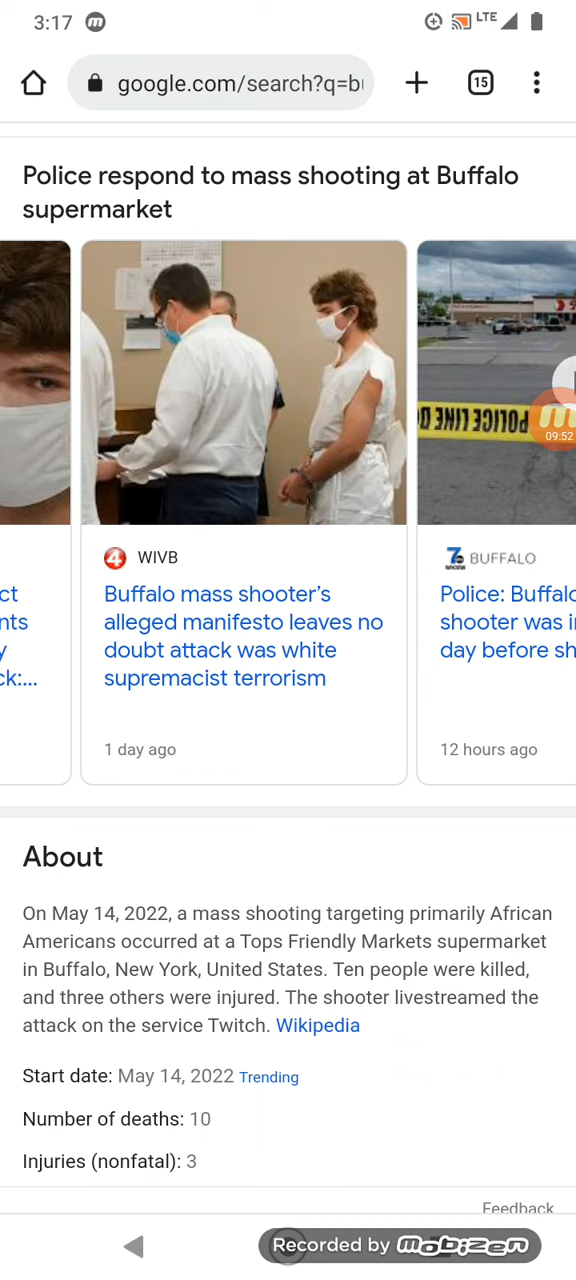 3:17 m LTE
google.com/search?q=b
15
Police respond to mass shooting at Buffalo
supermarket
POLICE LINE D
m
09:52
ct
nts
y
ck:...
4 WIVB
Buffalo mass shooter's
alleged manifesto leaves no
doubt attack was white
supremacist terrorism
1 day ago
7 BUFFALO
Police: Buffalo
shooter was i
day before sh
12 hours ago
About
On May 14, 2022, a mass shooting targeting primarily African
Americans occurred at a Tops Friendly Markets supermarket
in Buffalo, New York, United States. Ten people were killed,
and three others were injured. The shooter livestreamed the
attack on the service Twitch. Wikipedia
Start date: May 14, 2022 Trending
Number of deaths: 10
Injuries (nonfatal): 3
Feedback
Recorded by mobizen